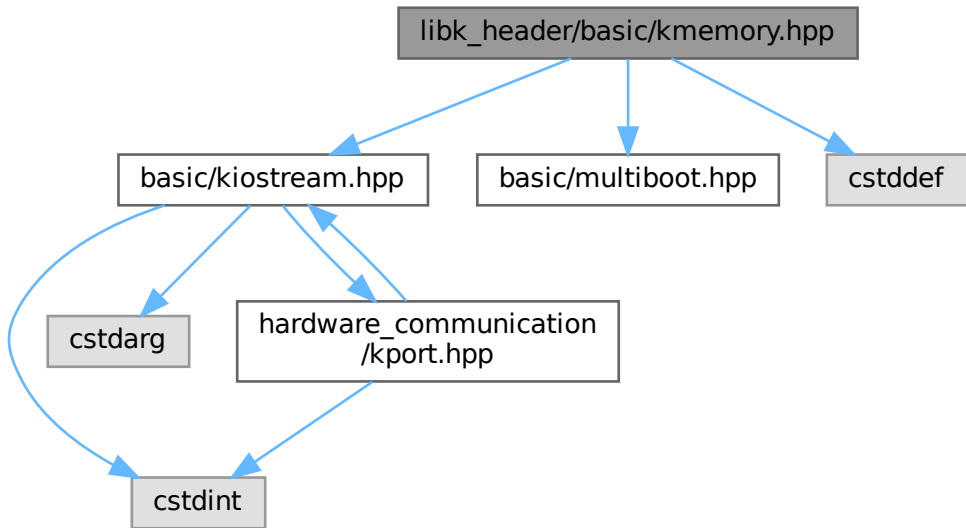 libk_header/basic/kmemory.hpp
basic/kiostream.hpp
basic/multiboot.hpp
cstddef
cstdarg
hardware_communication
/kport.hpp
cstdint